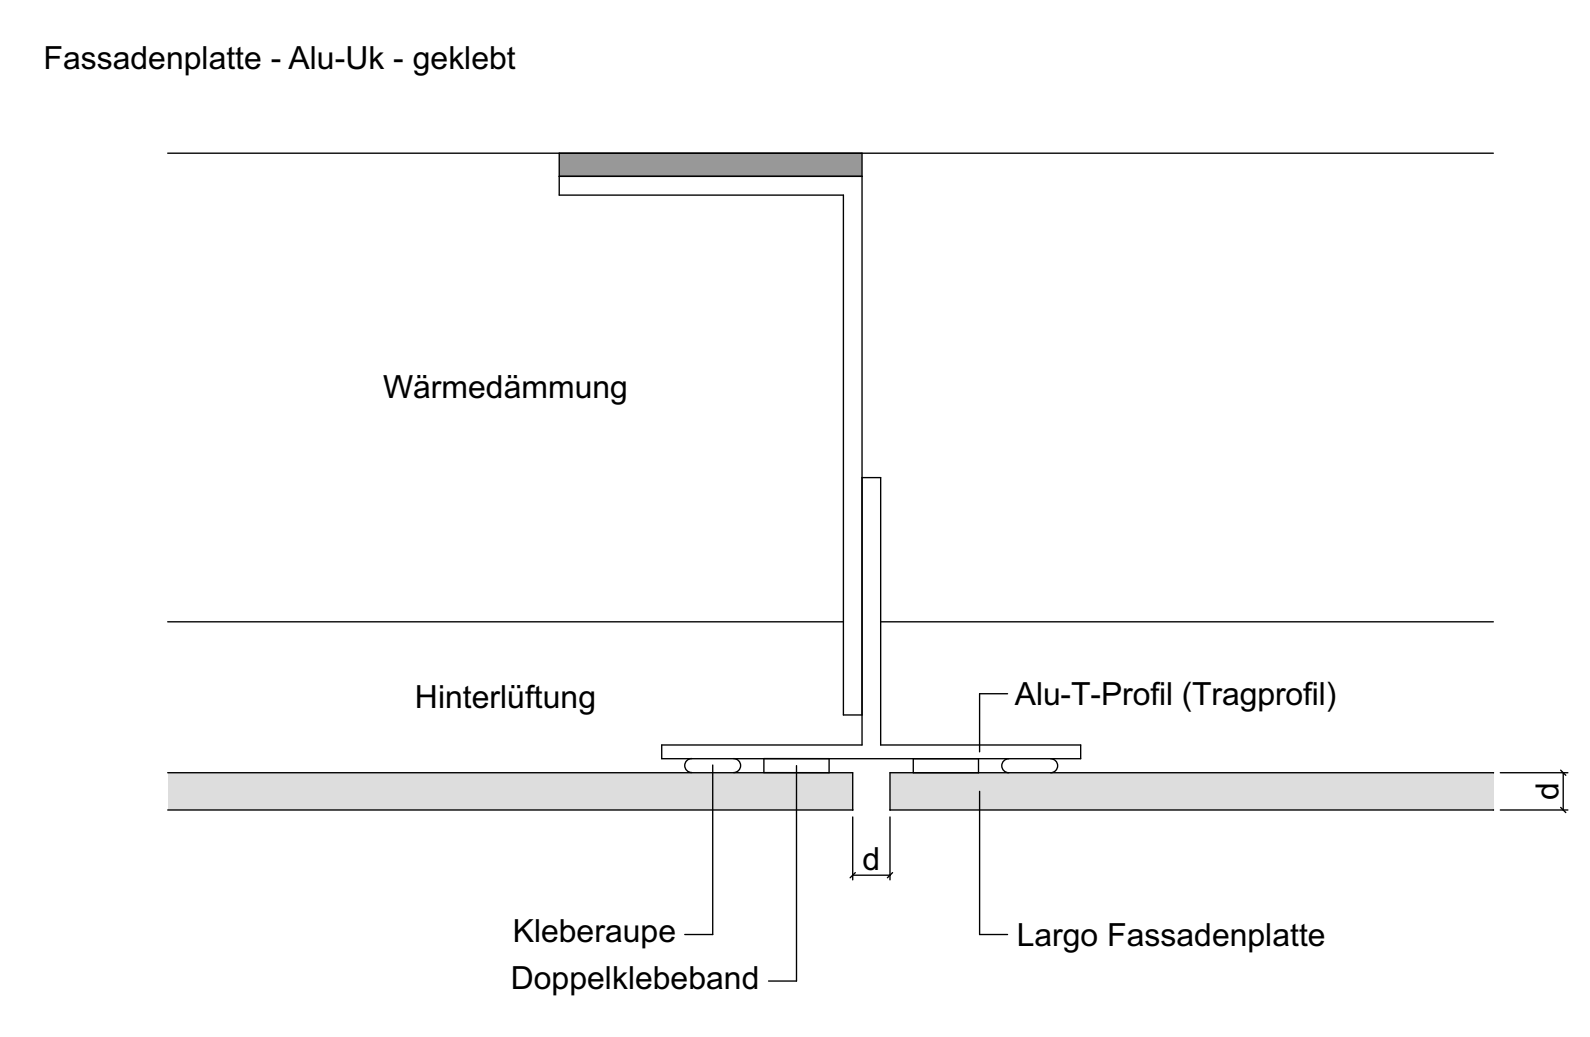 Fassadenplatte - Alu-Uk - geklebt
Wärmedämmung
Hinterlüftung
Alu-T-Profil (Tragprofil)
d
d
Kleberaupe
Largo Fassadenplatte
Doppelklebeband